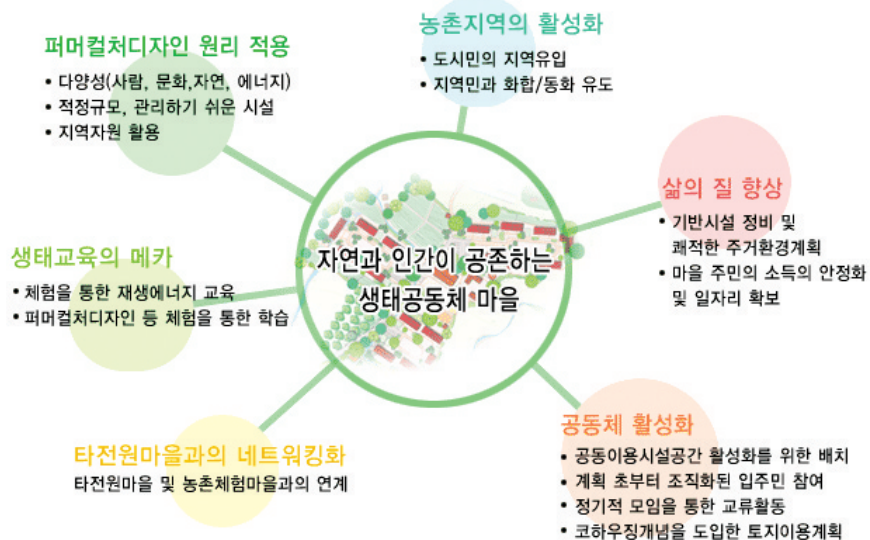 퍼머컬처디자인 원리 적용
• 다양성(사람, 문화,자연, 에너지)
• 적정규모, 관리하기 쉬운 시설
• 지역자원 활용
농촌지역의 활성화
• 도시민의 지역유입
• 지역민과 화합/동화 유도
삶의 질 향상
• 기반시설 정비 및
쾌적한 주거환경계획
• 마을 주민의 소득의 안정화
및 일자리 확보
생태교육의 메카
• 체험을 통한 재생에너지 교육
• 퍼머컬처디자인 등 체험을 통한 학습
자연과 인간이 공존하는
생태공동체 마을
타전원마을과의 네트워킹화
타전원마을 및 농촌체험마을과의 연계
공동체 활성화
• 공동이용시설공간 활성화를 위한 배치
• 계획 초부터 조직화된 입주민 참여
• 정기적 모임을 통한 교류활동
• 코하우징개념을 도입한 토지이용계획